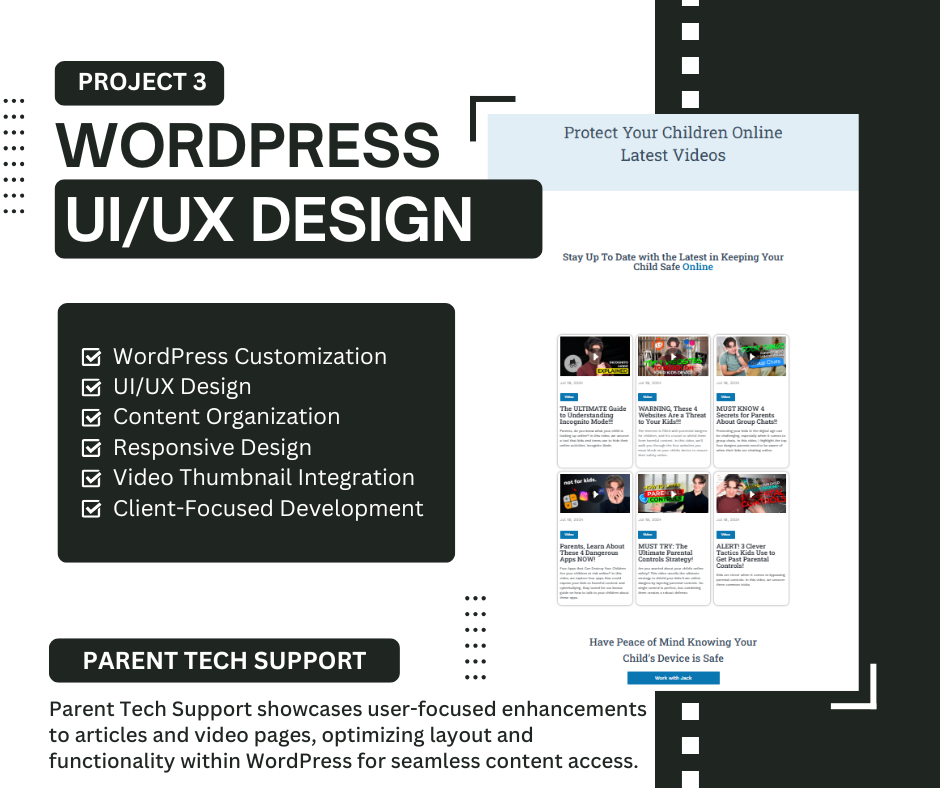 PROJECT 3
WORDPRESS
UI/UX DESIGN
WordPress Customization
UI/UX Design
Content Organization
Responsive Design
Video Thumbnail Integration
Client-Focused Development
PARENT TECH SUPPORT
Parent Tech Support showcases user-focused enhancements
to articles and video pages, optimizing layout and
functionality within WordPress for seamless content access.
Protect Your Children Online
Latest Videos
Stay Up To Date with the Latest in Keeping Your
Child Safe Online
EXPLAINED
Jul 18, 2024
Video
The ULTIMATE Guide
to Understanding
Incognito Mode!!!
Jul 18, 2024
Video
WARNING, These 4
Websites Are a Threat
to Your Kids!!!
Jul 18, 2024
Video
MUST KNOW 4
Secrets for Parents
About Group Chats!!
not for kids.
Jul 18, 2024
Video
Parents, Learn About
These 4 Dangerous
Apps NOW!
Jul 18, 2024
Video
MUST TRY: The
Ultimate Parental
Controls Strategy!
Jul 18, 2024
Video
ALERT! 3 Clever
Tactics Kids Use to
Get Past Parental
Controls!
Have Peace of Mind Knowing Your
Child's Device is Safe
Work with Jack